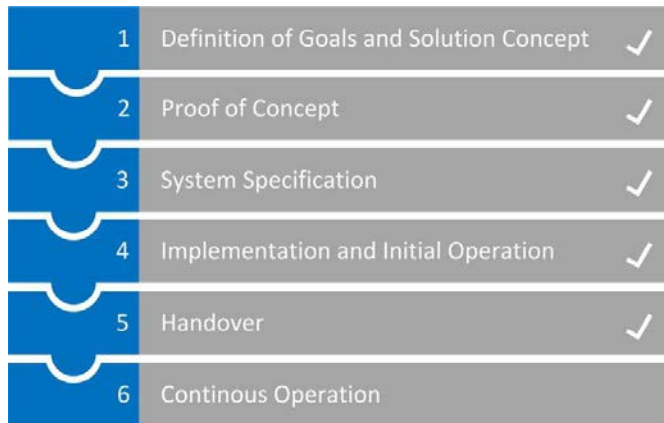 1 Definition of Goals and Solution Concept ✓
2 Proof of Concept ✓
3 System Specification ✓
4 Implementation and Initial Operation ✓
5 Handover ✓
6 Continous Operation